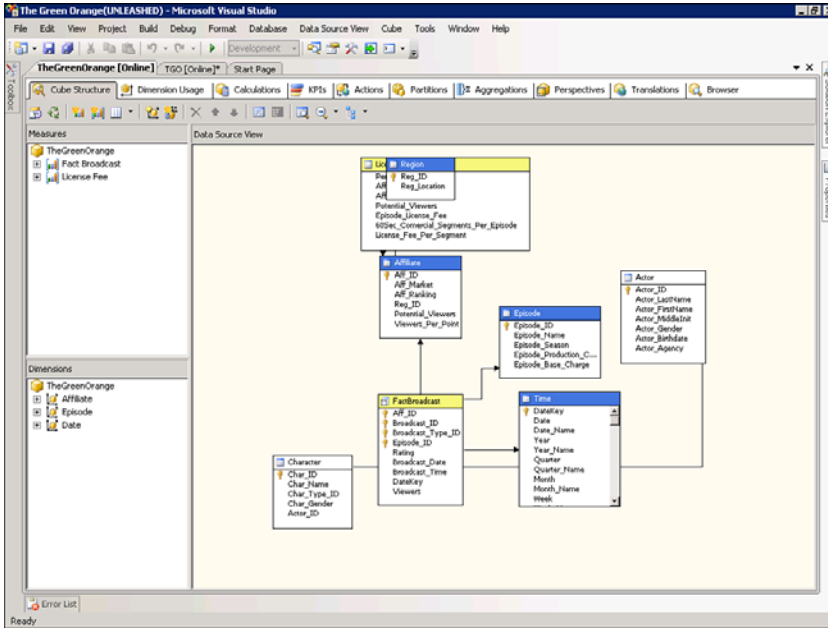 The Green Orange(UNLEASHED) - Microsoft Visual Studio
File Edit View Project Build Debug Format Database Data Source View Cube Tools Window Help
Development
TheGreenOrange [Online] TGO [Online]* Start Page
Toolbox
Cube Structure Dimension Usage Calculations KPIs Actions Partitions Aggregations Perspectives Translations Browser
Measures
TheGreenOrange
Fact Broadcast
License Fee
Dimensions
TheGreenOrange
Affiliate
Episode
Date
Data Source View
Region
Reg_ID
Reg_Location
Potential_Viewers
Episode_License_Fee
60Sec_Comercial_Segments_Per_Episode
License_Fee_Per_Segment
Affiliate
Aff_ID
Aff_Market
Aff_Ranking
Reg_ID
Potential_Viewers
Viewers_Per_Point
Episode
Episode_ID
Episode_Name
Episode_Season
Episode_Production_C...
Episode_Base_Charge
Actor
Actor_ID
Actor_LastName
Actor_FirstName
Actor_MiddleInit
Actor_Gender
Actor_Birthdate
Actor_Agency
FactBroadcast
Aff_ID
Broadcast_ID
Broadcast_Type_ID
Episode_ID
Rating
Broadcast_Date
Broadcast_Time
DateKey
Viewers
Time
DateKey
Date
Date_Name
Year
Year_Name
Quarter
Quarter_Name
Month
Month_Name
Week
Character
Char_ID
Char_Name
Char_Type_ID
Char_Gender
Actor_ID
Error List
Ready